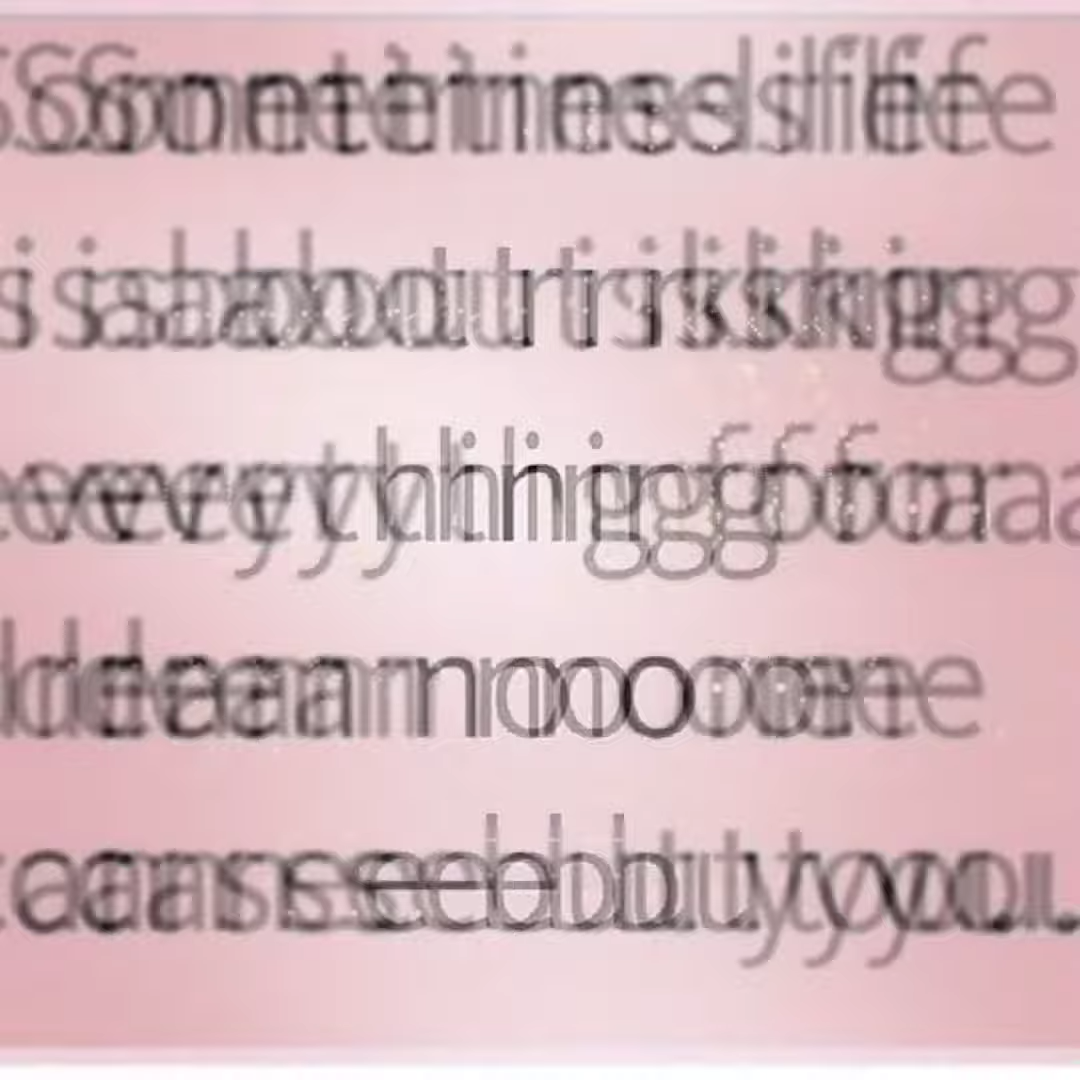 Sometimes life
is about risking
everything for a
dream no one
can see but you.